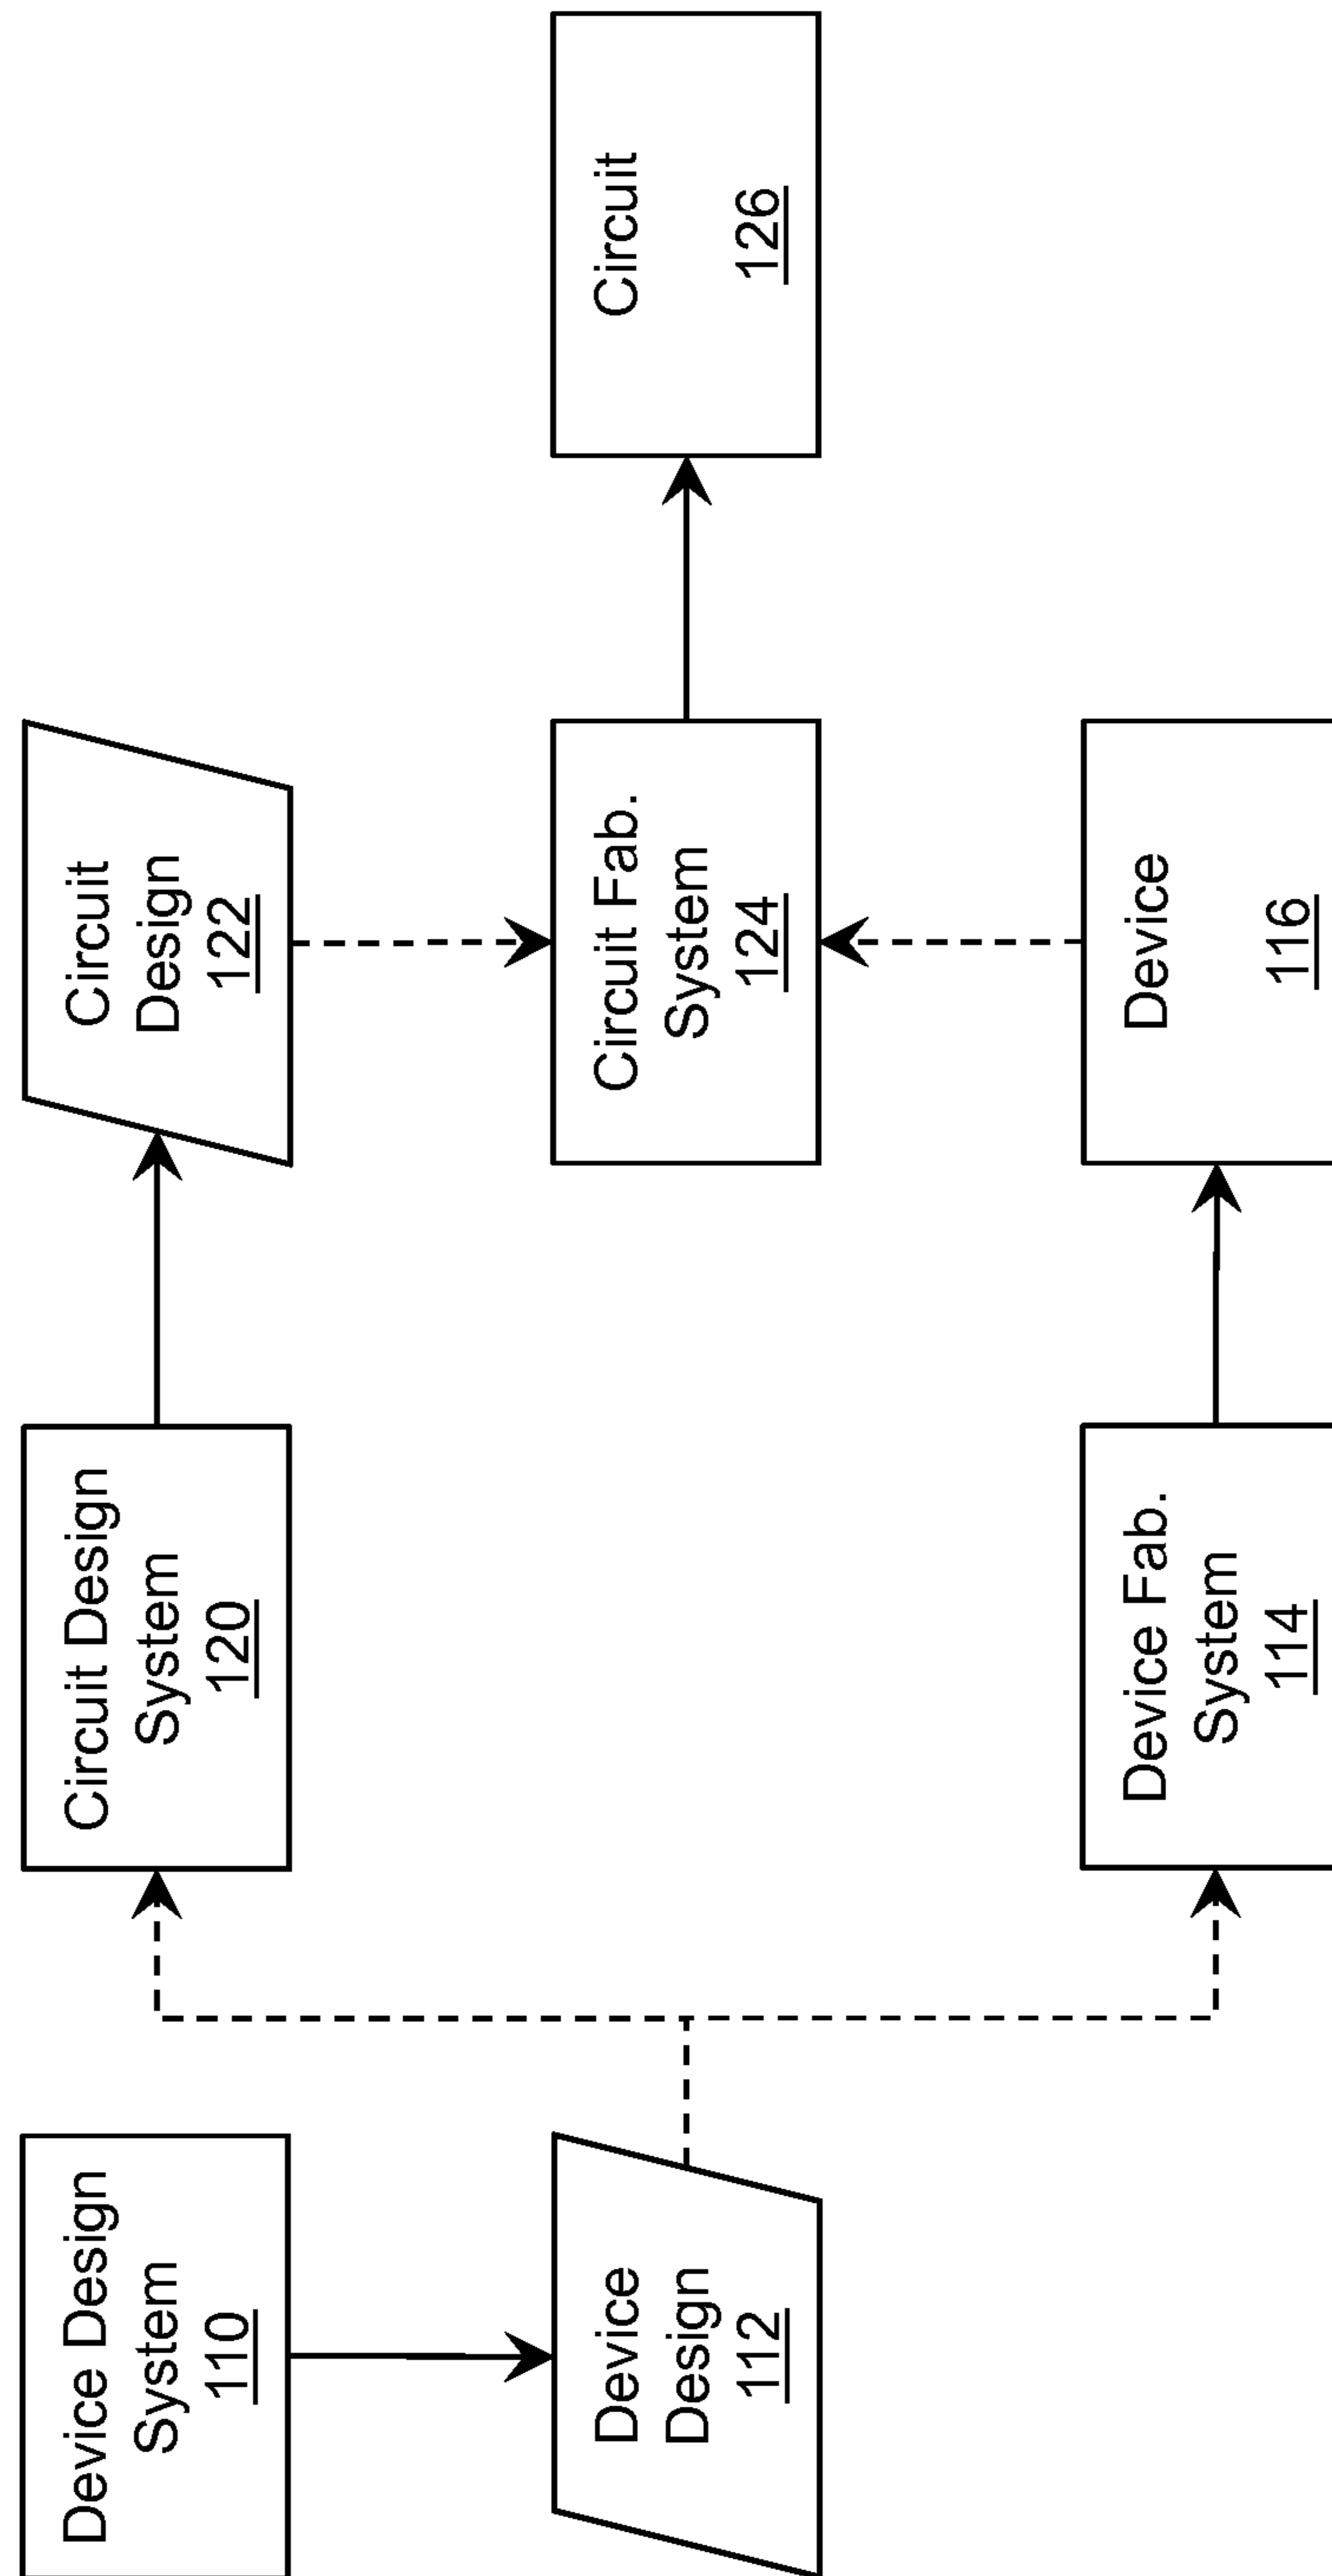 Device Design
System
110
Device
Design
112
Circuit Design
System
120
Device Fab.
System
114
Circuit
Design
122
Circuit Fab.
System
124
Device
116
Circuit
126